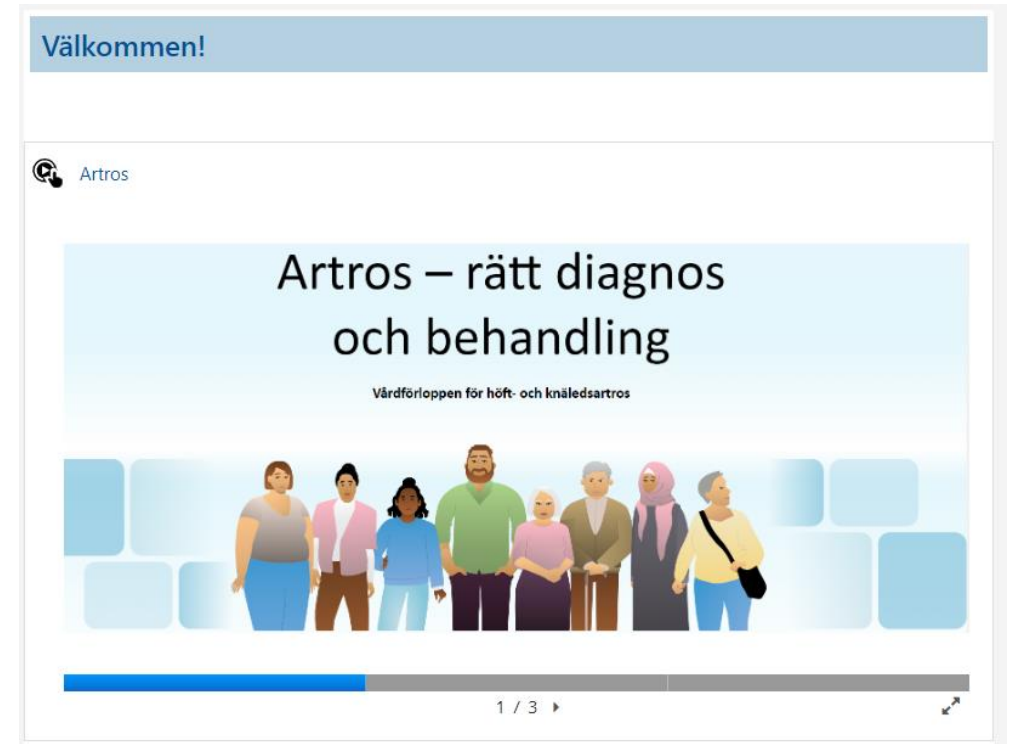 Välkommen!
Artros
Artros – rätt diagnos
och behandling
Vårdförloppen för höft- och knäledsartros
1 / 3